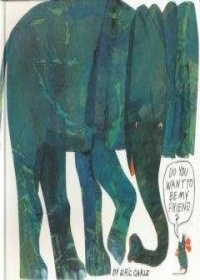 DO YOU
WANT TO
BE MY
FRIEND
?
BY ERIC CARLE